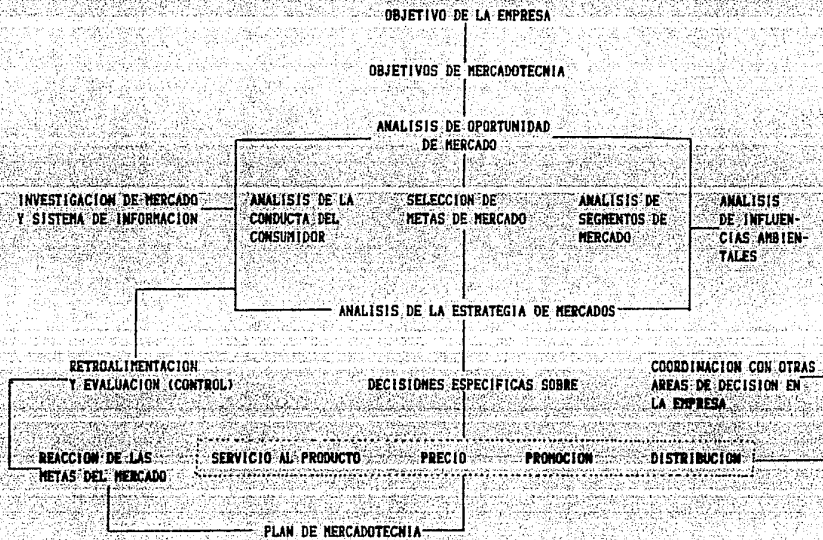 OBJETIVO DE LA EMPRESA
OBJETIVOS DE MERCADOTECNIA
ANALISIS DE OPORTUNIDAD
DE MERCADO
INVESTIGACION DE MERCADO
Y SISTEMA DE INFORMACION
ANALISIS DE LA
CONDUCTA DEL
CONSUMIDOR
SELECCION DE
METAS DE MERCADO
ANALISIS DE
SEGMENTOS DE
MERCADO
ANALISIS
DE INFLUEN-
CIAS AMBIEN-
TALES
ANALISIS DE LA ESTRATEGIA DE MERCADOS
RETROALIMENTACION
Y EVALUACION (CONTROL)
DECISIONES ESPECIFICAS SOBRE
COORDINACION CON OTRAS
AREAS DE DECISION EN
LA EMPRESA
REACCION DE LAS
METAS DEL MERCADO
SERVICIO AL PRODUCTO PRECIO PROMOCION DISTRIBUCION
PLAN DE MERCADOTECNIA